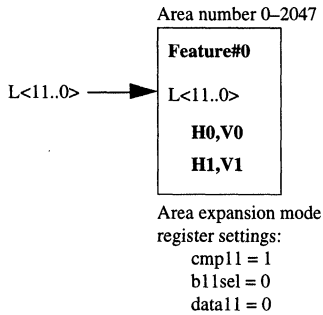 Area number 0–2047
Feature#0
L<11..0>
L<11..0>
H0,V0
H1,V1
Area expansion mode
register settings:
cmp11 = 1
b11sel = 0
data11 = 0